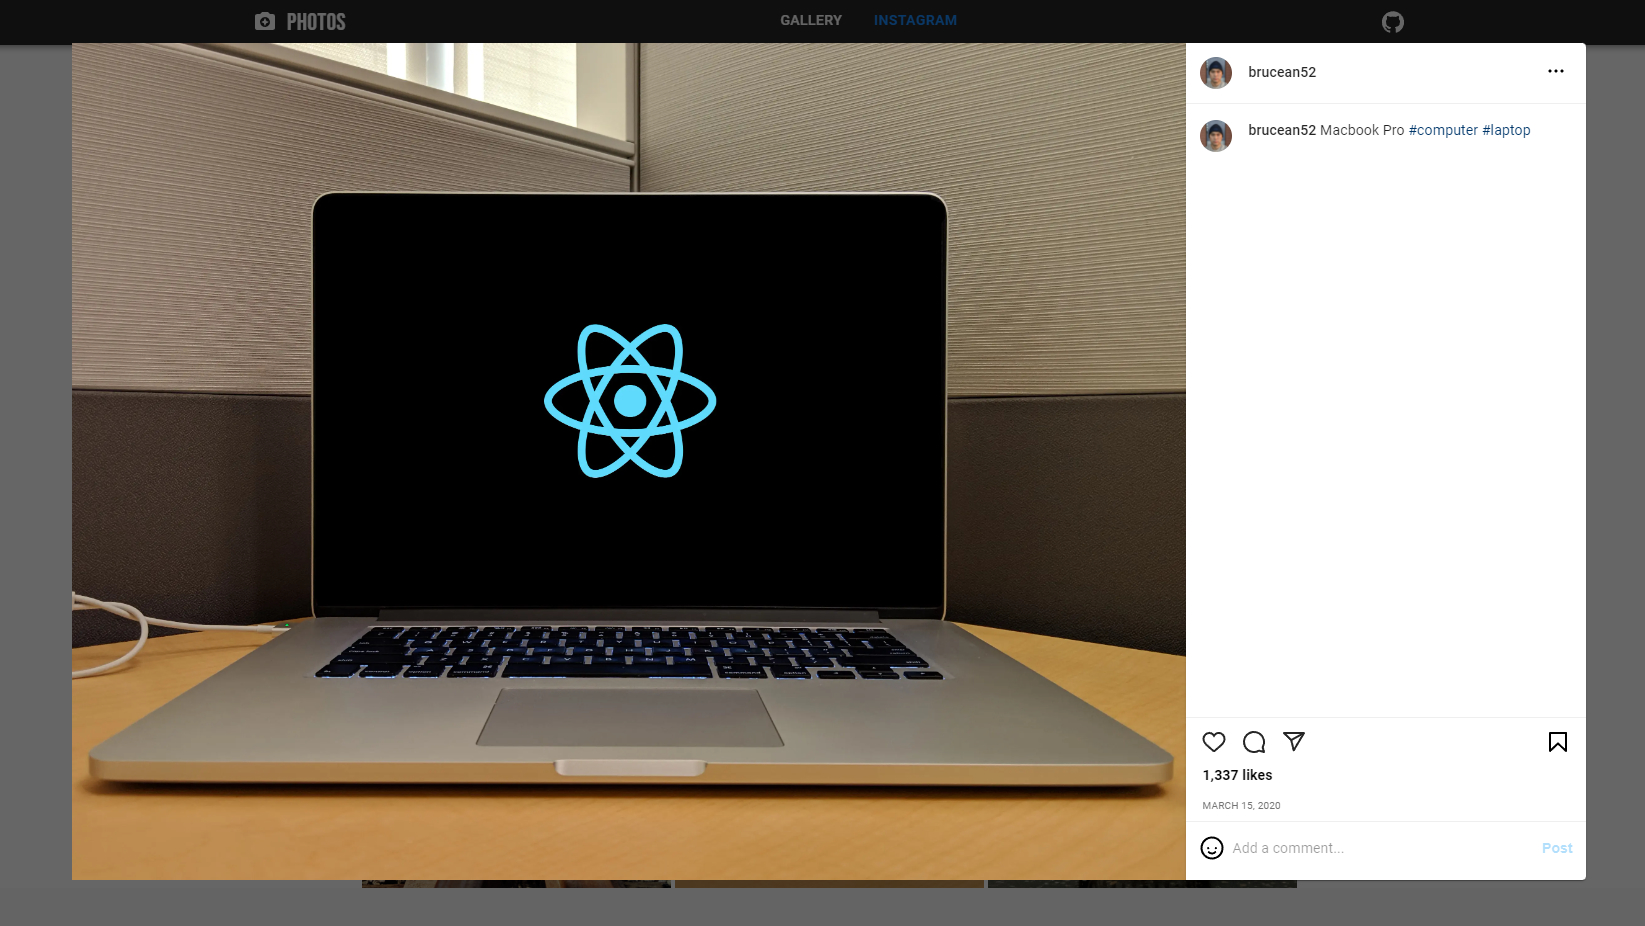 PHOTOS
GALLERY
INSTAGRAM
brucean52
brucean52 Macbook Pro #computer #laptop
1,337 likes
MARCH 15, 2020
Add a comment...
Post